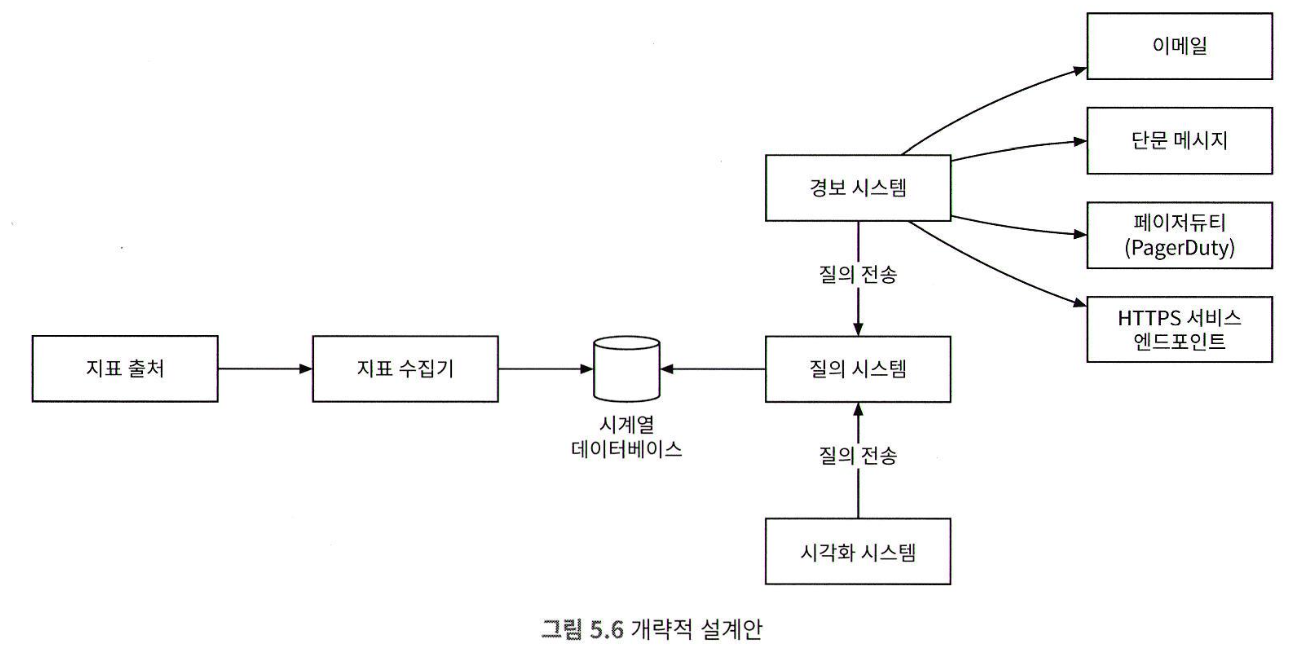 이메일
단문 메시지
경보 시스템
페이저듀티
(PagerDuty)
질의 전송
HTTPS 서비스
엔드포인트
지표 출처
지표 수집기
질의 시스템
시계열
데이터베이스
질의 전송
시각화 시스템
그림 5.6 개략적 설계안